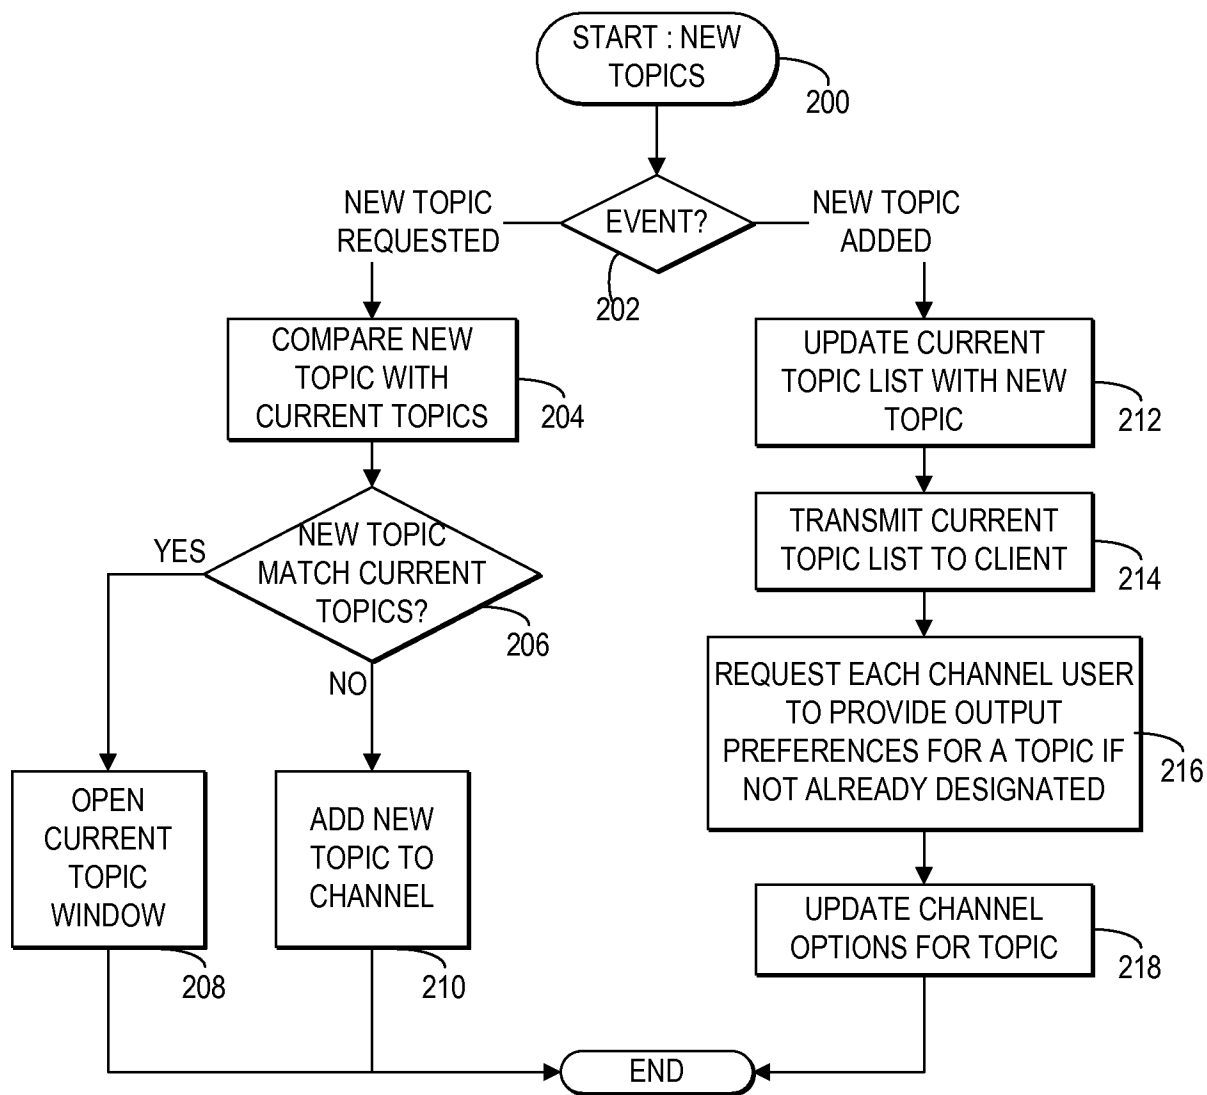 START : NEW
TOPICS
200
EVENT?
202
NEW TOPIC
REQUESTED
NEW TOPIC
ADDED
COMPARE NEW
TOPIC WITH
CURRENT TOPICS
204
UPDATE CURRENT
TOPIC LIST WITH NEW
TOPIC
212
NEW TOPIC
MATCH CURRENT
TOPICS?
206
YES
NO
TRANSMIT CURRENT
TOPIC LIST TO CLIENT
214
REQUEST EACH CHANNEL USER
TO PROVIDE OUTPUT
PREFERENCES FOR A TOPIC IF
NOT ALREADY DESIGNATED
216
OPEN
CURRENT
TOPIC
WINDOW
208
ADD NEW
TOPIC TO
CHANNEL
210
UPDATE CHANNEL
OPTIONS FOR TOPIC
218
END